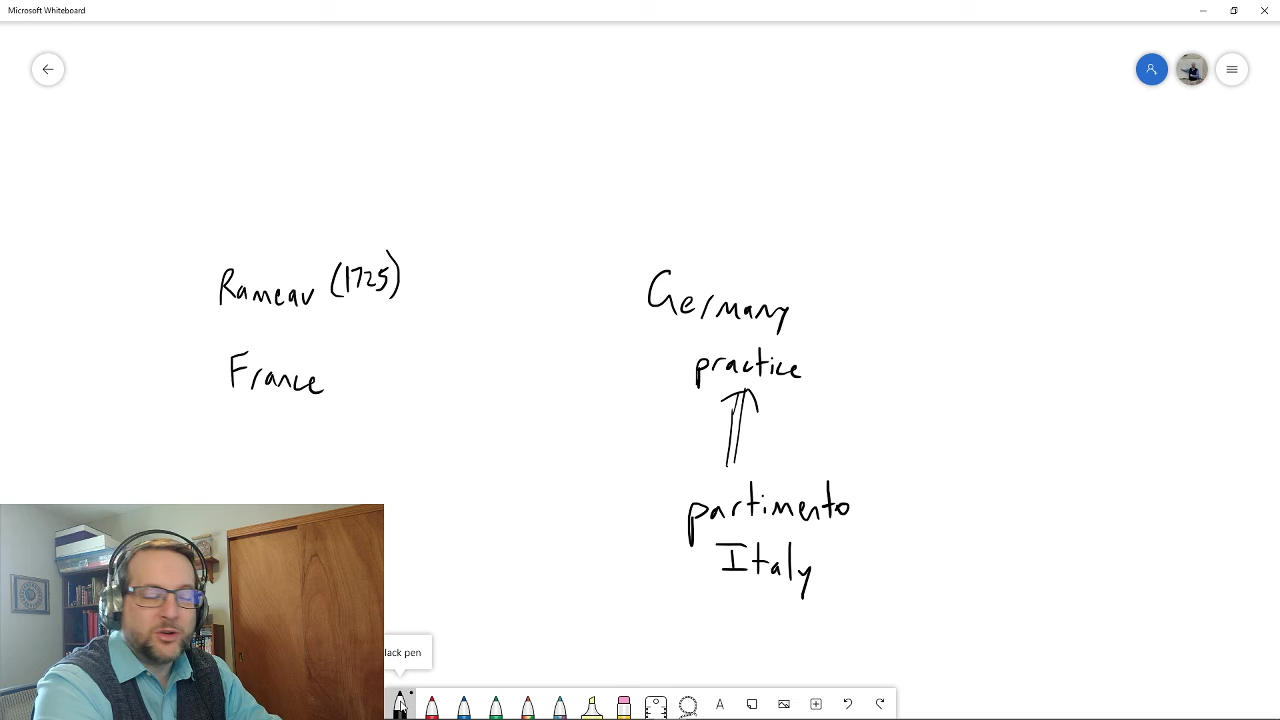 Microsoft Whiteboard
Rameau (1725)
France
Germany
practice
partimento
Italy
lack pen
A